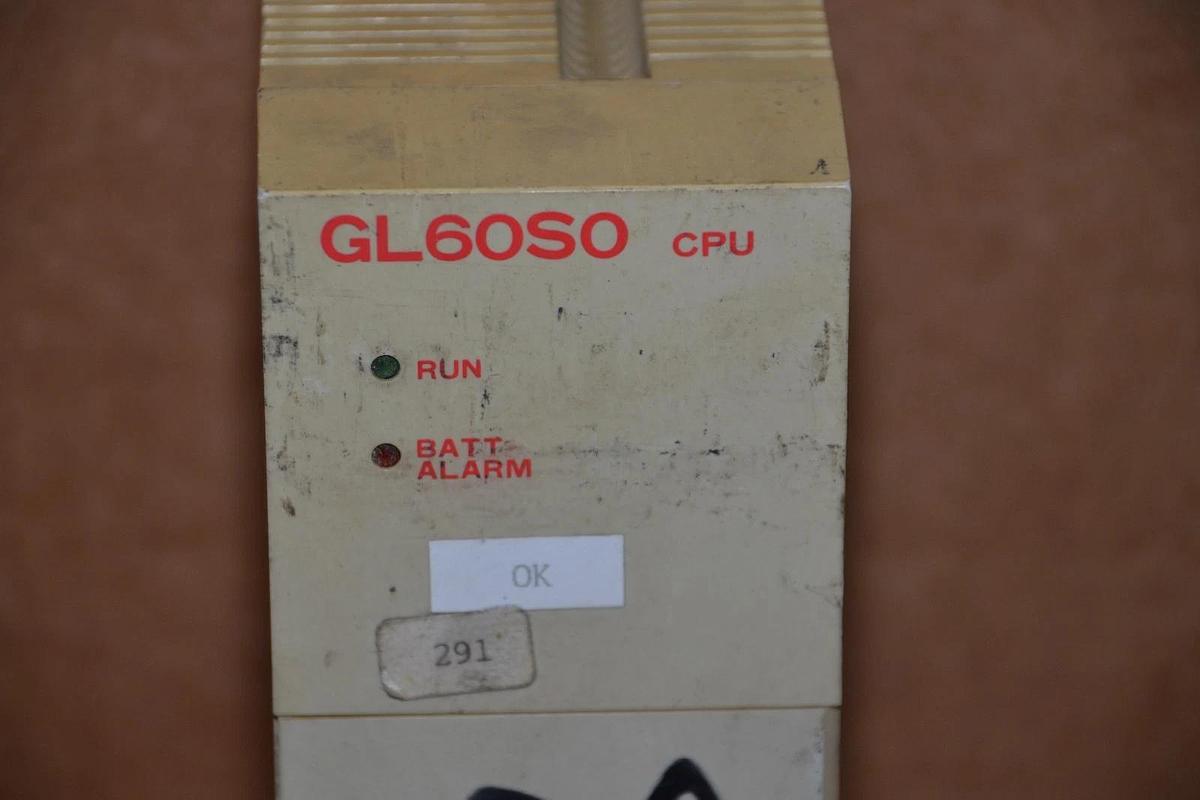 GL60S0 CPU
RUN
BATT
ALARM
OK
291